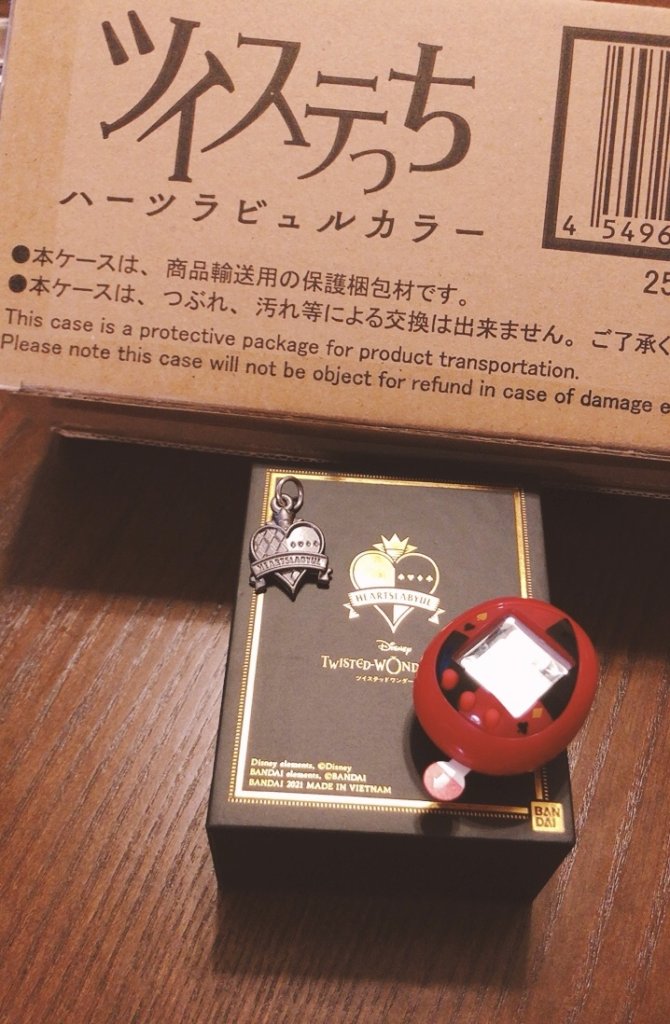 ツイステっち
ハーツラビュルカラー
4 5496
25
●本ケースは、商品輸送用の保護梱包材です。
●本ケースは、つぶれ、汚れ等による交換は出来ません。ご了承く
This case is a protective package for product transportation.
Please note this case will not be object for refund in case of damage e
HEARTSLABYUL
HEARTSLABYUL
Disney
TWISTED-WOND
ツイステッドワンダー
Disney elements, ©Disney
BANDAI elements, ©BANDAI
BANDAI 2021 MADE IN VIETNAM
BAN
DAI